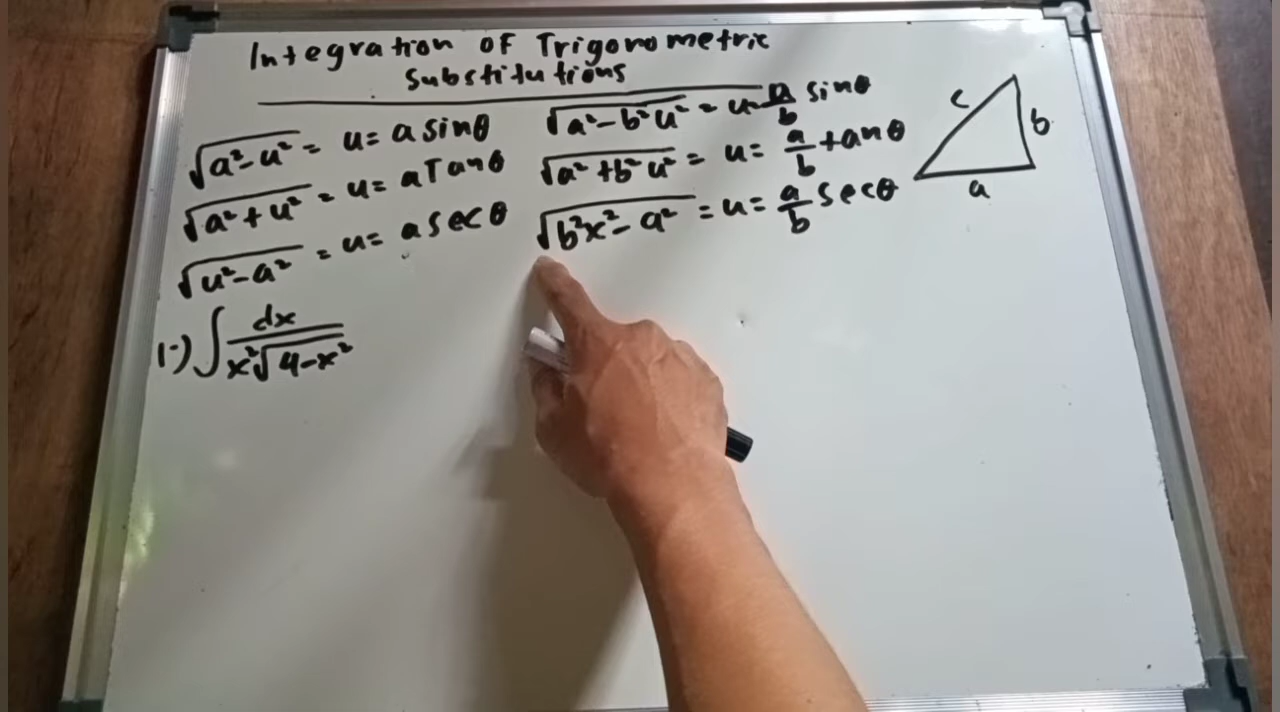 Integration of Trigonometric
Substitutions
√a²-u² = u = a sinθ
√a²+u² = u = a Tanθ
√u²-a² = u = a secθ
√a²-b²u² = u = a/b sinθ
√a²+b²u² = u = a/b tanθ
√b²x²-a² = u = a/b secθ
c
b
a
1-) ∫ dx / x²√4-x²